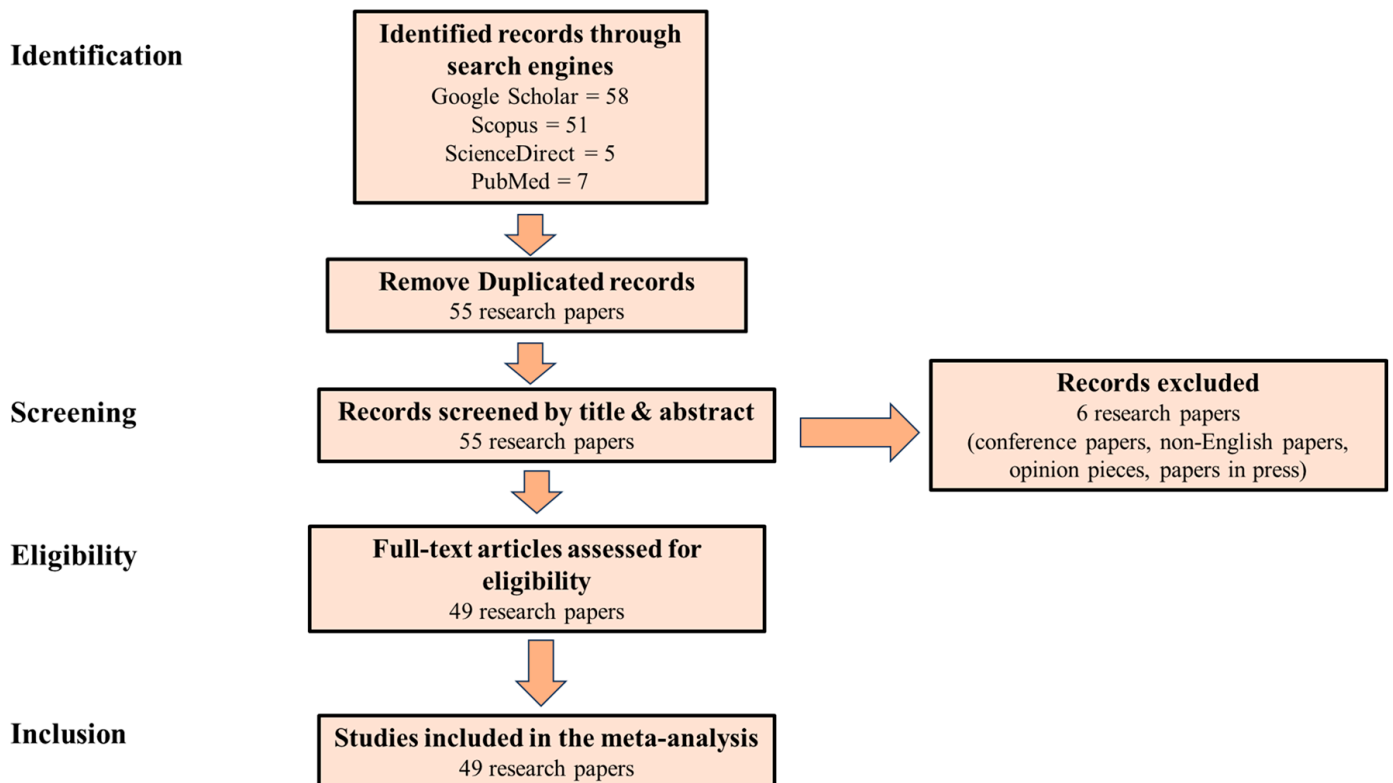 Identification
Identified records through
search engines
Google Scholar = 58
Scopus = 51
ScienceDirect = 5
PubMed = 7
Remove Duplicated records
55 research papers
Screening
Records screened by title & abstract
55 research papers
Records excluded
6 research papers
(conference papers, non-English papers,
opinion pieces, papers in press)
Eligibility
Full-text articles assessed for
eligibility
49 research papers
Inclusion
Studies included in the meta-analysis
49 research papers